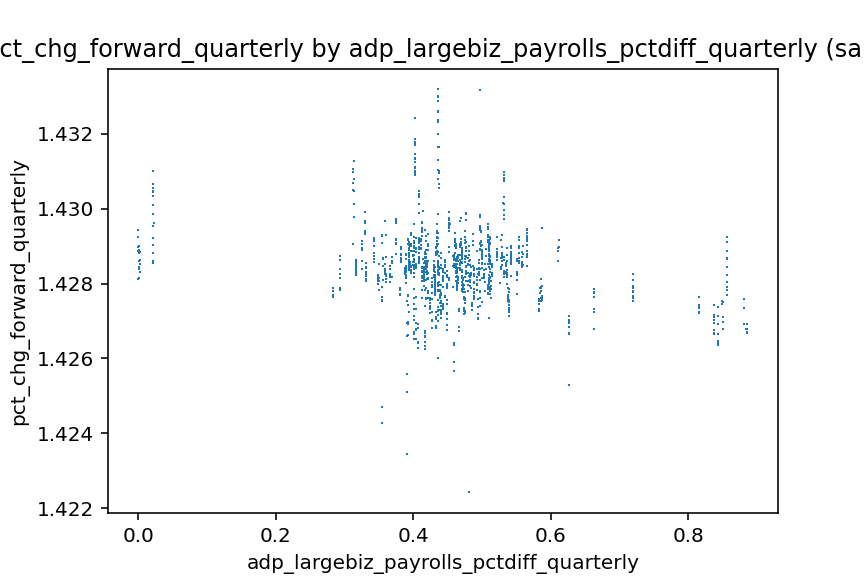 ct_chg_forward_quarterly by adp_largebiz_payrolls_pctdiff_quarterly (sa
pct_chg_forward_quarterly
1.432
1.430
1.428
1.426
1.424
1.422
0.0 0.2 0.4 0.6 0.8
adp_largebiz_payrolls_pctdiff_quarterly